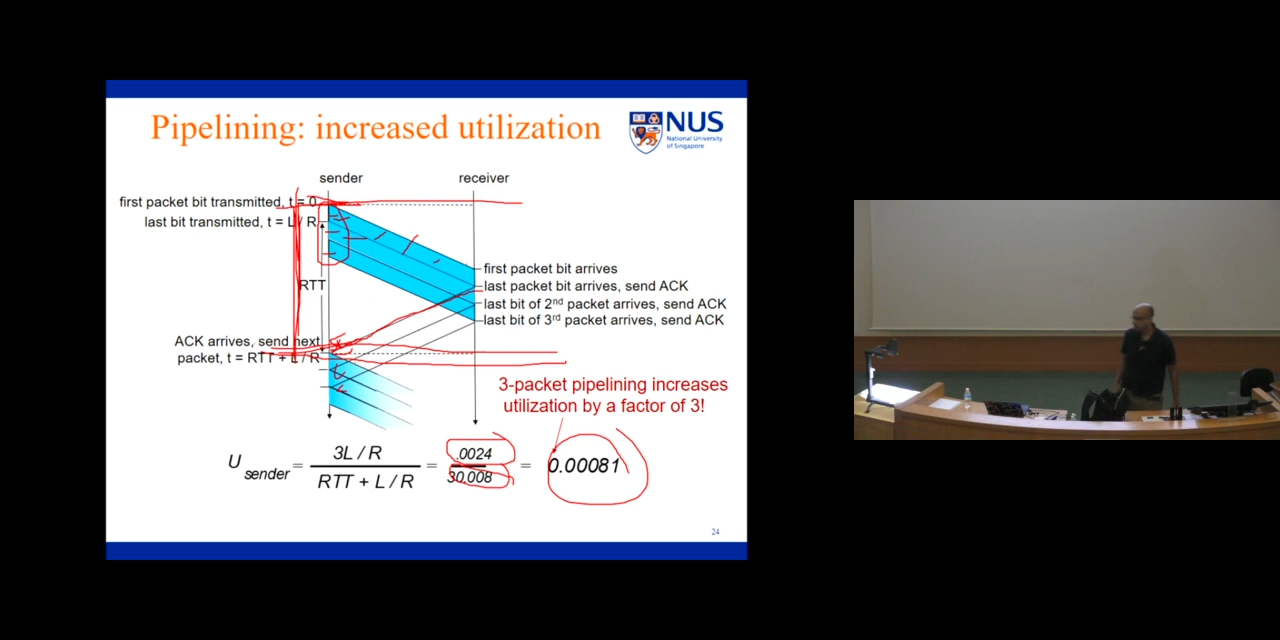 Pipelining: increased utilization
NUS
National University
of Singapore
sender
receiver
first packet bit transmitted, t = 0
last bit transmitted, t = L / R
RTT
first packet bit arrives
last packet bit arrives, send ACK
last bit of 2nd packet arrives, send ACK
last bit of 3rd packet arrives, send ACK
ACK arrives, send next
packet, t = RTT + L / R
3-packet pipelining increases
utilization by a factor of 3!
U sender = 3L / R / RTT + L / R = .0024 / 30.008 = 0.00081
24